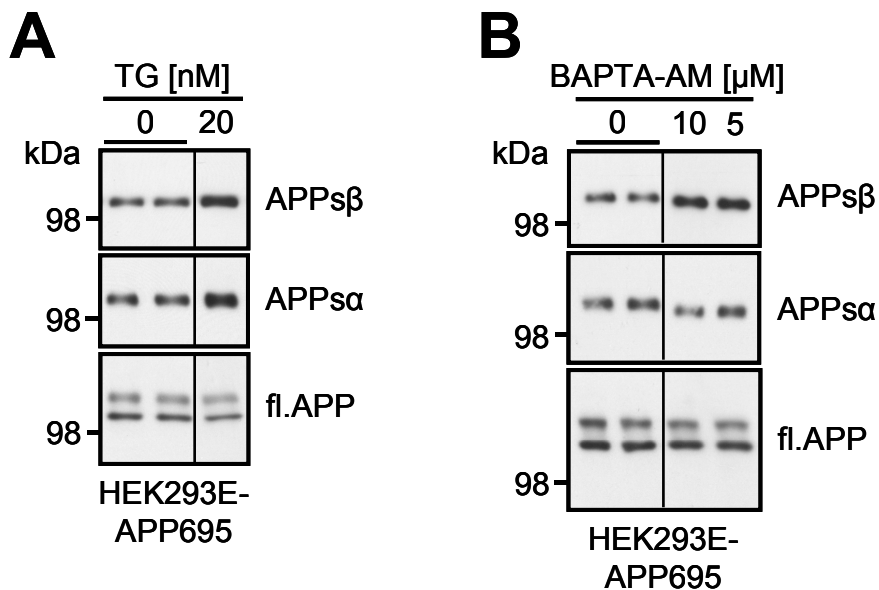 A
TG [nM]
0 20
kDa
APPsβ
98
APPsα
98
fl.APP
98
HEK293E-
APP695
B
BAPTA-AM [µM]
0 10 5
kDa
APPsβ
98
APPsα
98
fl.APP
98
HEK293E-
APP695